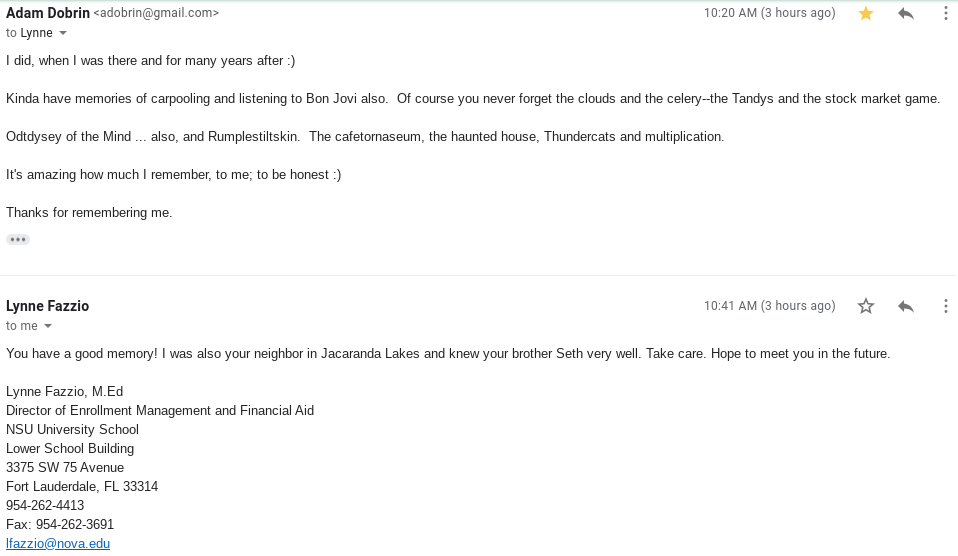 Adam Dobrin <adobrin@gmail.com> 10:20 AM (3 hours ago)
to Lynne
I did, when I was there and for many years after :)
Kinda have memories of carpooling and listening to Bon Jovi also.  Of course you never forget the clouds and the celery--the Tandys and the stock market game.
Odtdysey of the Mind ... also, and Rumplestiltskin.  The cafetornaseum, the haunted house, Thundercats and multiplication.
It's amazing how much I remember, to me; to be honest :)
Thanks for remembering me.
Lynne Fazzio 10:41 AM (3 hours ago)
to me
You have a good memory! I was also your neighbor in Jacaranda Lakes and knew your brother Seth very well. Take care. Hope to meet you in the future.
Lynne Fazzio, M.Ed
Director of Enrollment Management and Financial Aid
NSU University School
Lower School Building
3375 SW 75 Avenue
Fort Lauderdale, FL 33314
954-262-4413
Fax: 954-262-3691
lfazzio@nova.edu